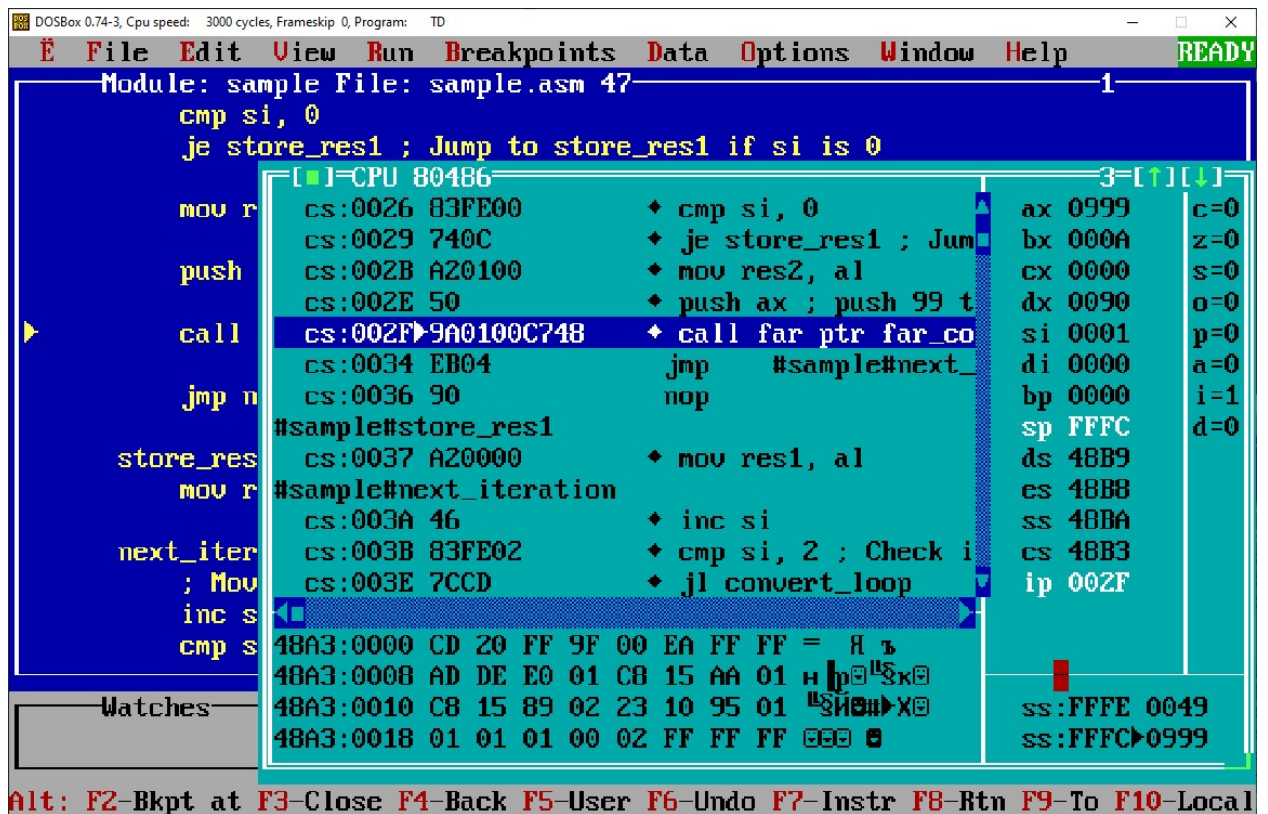 DOSBox 0.74-3, Cpu speed: 3000 cycles, Frameskip 0, Program: TD
Ë File Edit View Run Breakpoints Data Options Window Help READY
Module: sample File: sample.asm 47 1
cmp si, 0
je store_res1 ; Jump to store_res1 if si is 0
mov r
push
call
jmp n
store_res
mov r
next_iter
; Mov
inc s
cmp s
[■]=CPU 80486 3=[↑][↓]
cs:0026 83FE00 ♦ cmp si, 0
cs:0029 740C ♦ je store_res1 ; Jum
cs:002B A20100 ♦ mov res2, al
cs:002E 50 ♦ push ax ; push 99 t
cs:002F►9A0100C748 ♦ call far ptr far_co
cs:0034 EB04 jmp #sample#next_
cs:0036 90 nop
#sample#store_res1
cs:0037 A20000 ♦ mov res1, al
#sample#next_iteration
cs:003A 46 ♦ inc si
cs:003B 83FE02 ♦ cmp si, 2 ; Check i
cs:003E 7CCD ♦ jl convert_loop
ax 0999 c=0
bx 000A z=0
cx 0000 s=0
dx 0090 o=0
si 0001 p=0
di 0000 a=0
bp 0000 i=1
sp FFFC d=0
ds 48B9
es 48B8
ss 48BA
cs 48B3
ip 002F
48A3:0000 CD 20 FF 9F 00 EA FF FF = Я ъ
48A3:0008 AD DE E0 01 C8 15 AA 01
48A3:0010 C8 15 89 02 23 10 95 01
48A3:0018 01 01 01 00 02 FF FF FF
ss:FFFE 0049
ss:FFFC►0999
Watches
Alt: F2-Bkpt at F3-Close F4-Back F5-User F6-Undo F7-Instr F8-Rtn F9-To F10-Local